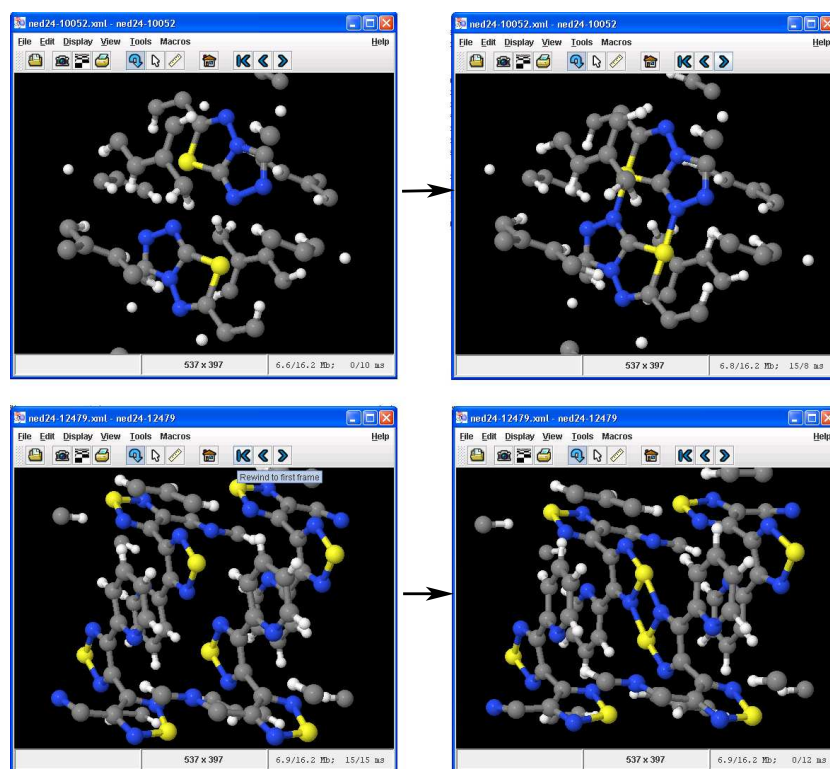 ned24-10052.xml - ned24-10052
File Edit Display View Tools Macros Help
537 x 397 6.6/16.2 Mb; 0/10 ms
ned24-10052.xml - ned24-10052
File Edit Display View Tools Macros Help
537 x 397 6.8/16.2 Mb; 15/8 ms
ned24-12479.xml - ned24-12479
File Edit Display View Tools Macros Help
Rewind to first frame
537 x 397 6.9/16.2 Mb; 15/15 ms
ned24-12479.xml - ned24-12479
File Edit Display View Tools Macros Help
537 x 397 6.9/16.2 Mb; 0/12 ms